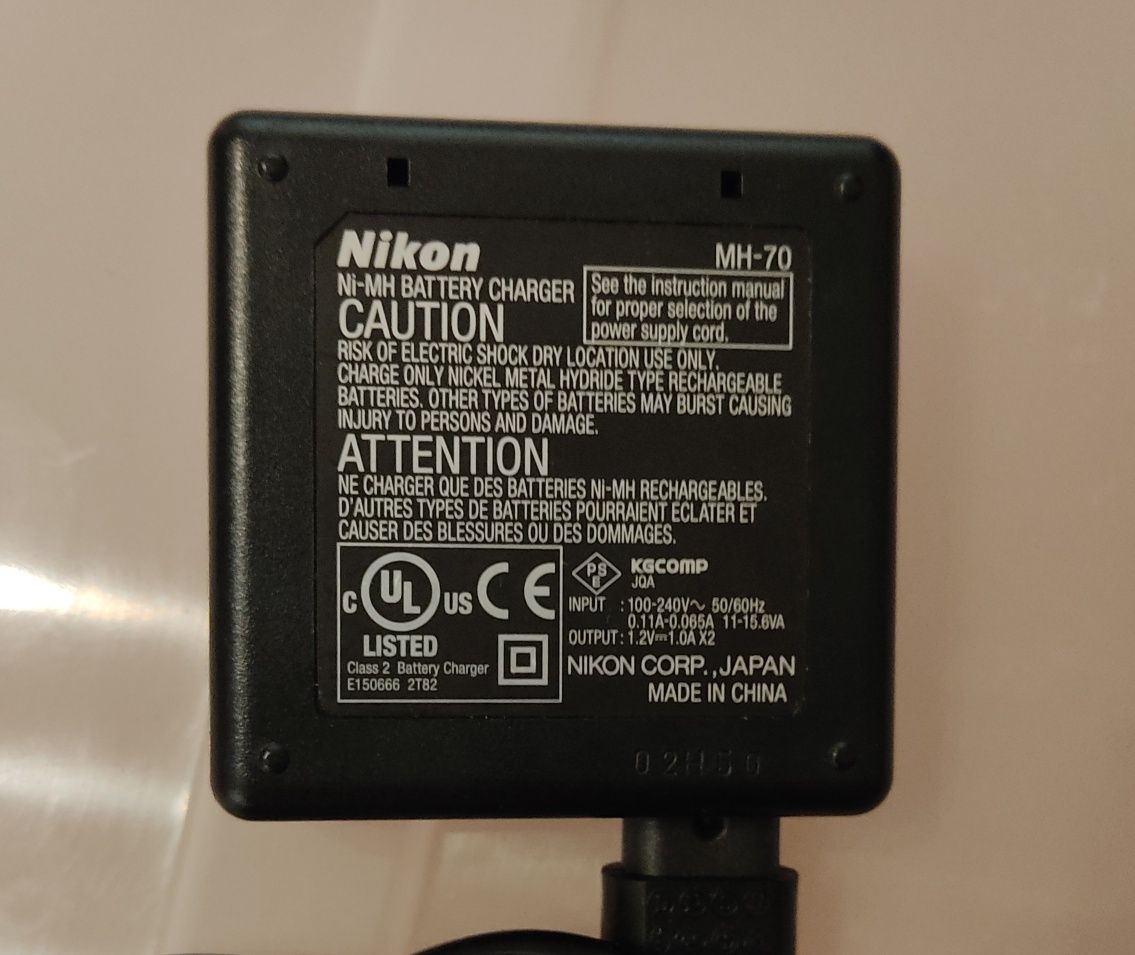 Nikon MH-70
Ni-MH BATTERY CHARGER
See the instruction manual
for proper selection of the
power supply cord.
CAUTION
RISK OF ELECTRIC SHOCK DRY LOCATION USE ONLY.
CHARGE ONLY NICKEL METAL HYDRIDE TYPE RECHARGEABLE
BATTERIES. OTHER TYPES OF BATTERIES MAY BURST CAUSING
INJURY TO PERSONS AND DAMAGE.
ATTENTION
NE CHARGER QUE DES BATTERIES Ni-MH RECHARGEABLES.
D'AUTRES TYPES DE BATTERIES POURRAIENT ECLATER ET
CAUSER DES BLESSURES OU DES DOMMAGES.
C UL US CE
LISTED
Class 2 Battery Charger
E150666 2T82
PS
E
KGCOMP
JQA
INPUT : 100-240V～ 50/60Hz
0.11A-0.065A 11-15.6VA
OUTPUT : 1.2V⎓1.0A X2
NIKON CORP., JAPAN
MADE IN CHINA